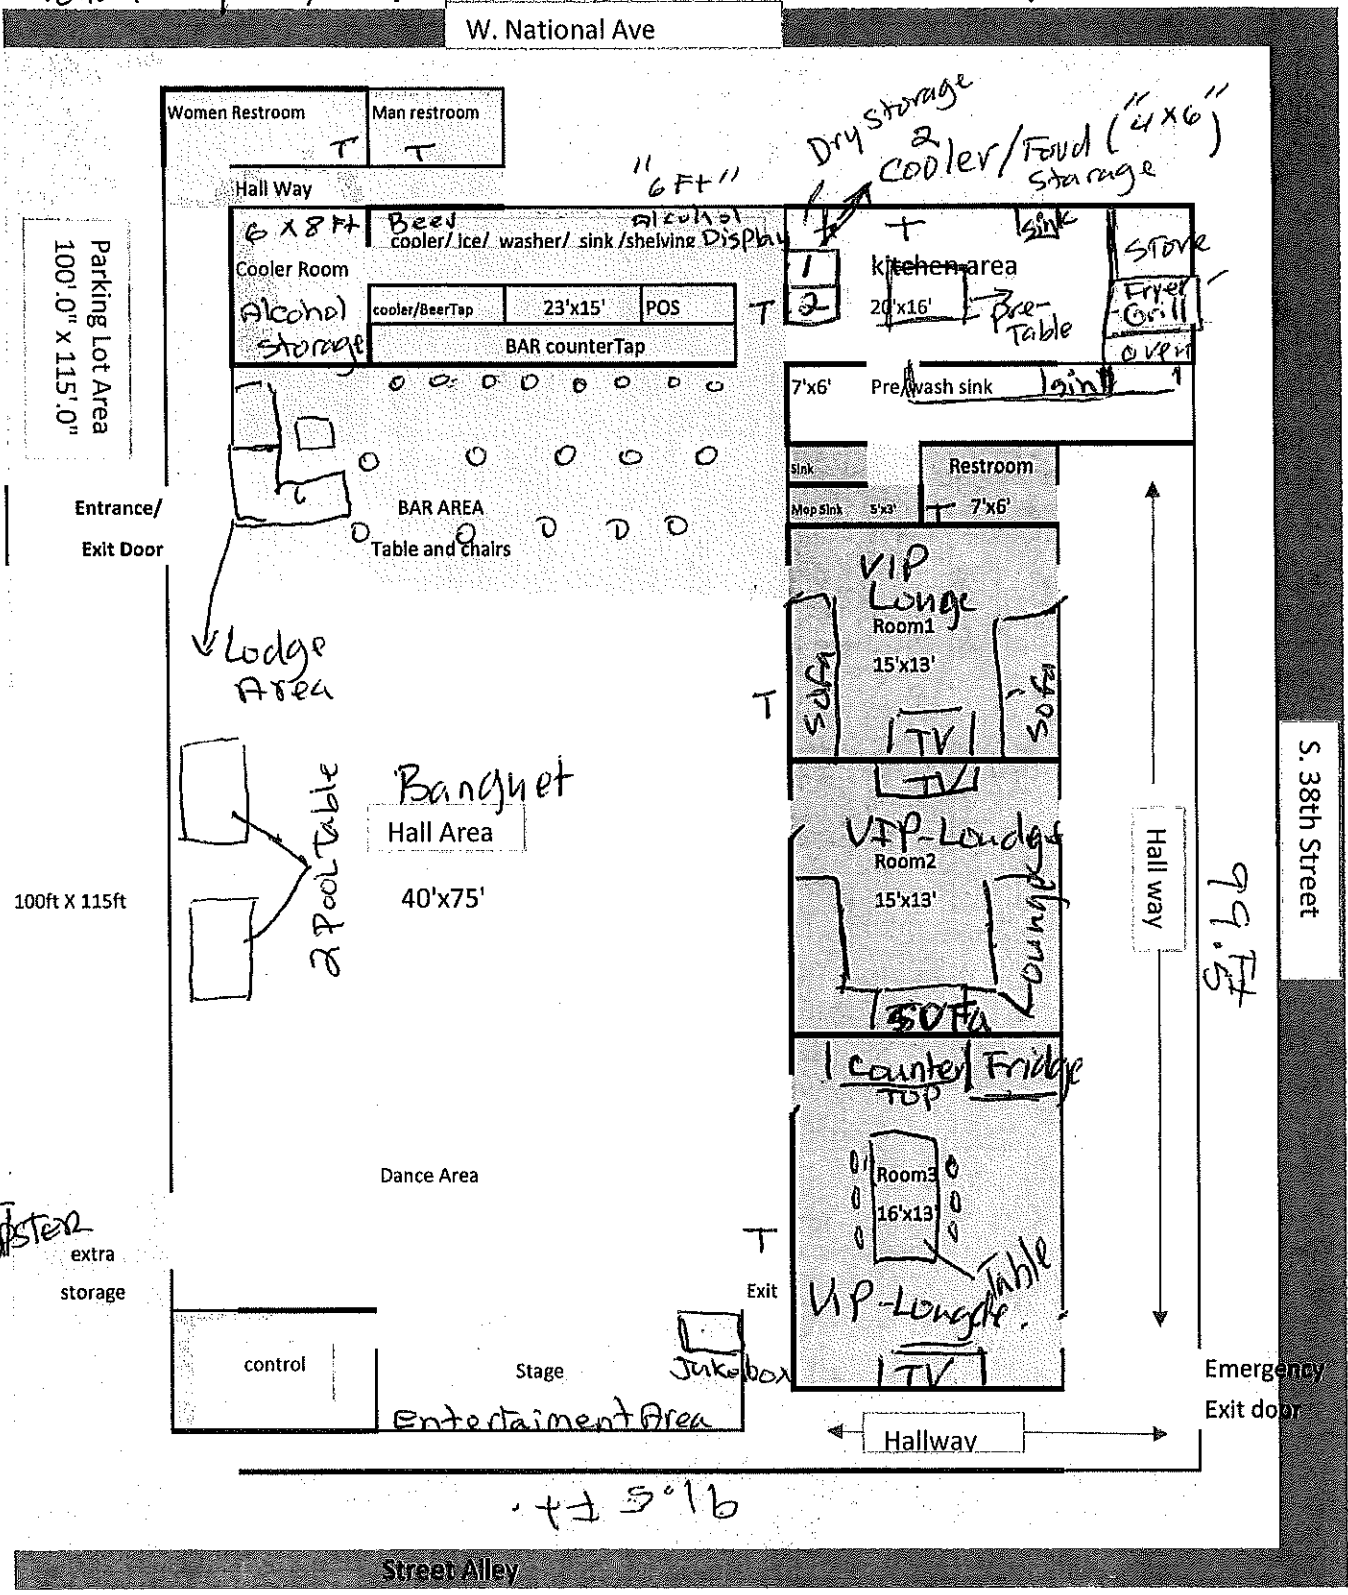 W. National Ave
Women Restroom
T
Man restroom
T
Hall Way
Dry Storage
2
Cooler/Food ("4x6")
Starage
"6 Ft"
6 x 8 Ft
Cooler Room
Alcohol
Storage
Beer
Alcohol
cooler/ ice/ washer/ sink /shelving Display
cooler/BeerTap
23'x15'
POS
BAR counterTap
T
1
2
T
sink
kitchen area
20'x16'
Pre-
Table
Stove
Fryer
Grill
oven
7'x6'
Pre/wash sink
sink
Parking Lot Area
100'.0" x 115'.0"
Sink
Mop Sink
5'x3'
Restroom
T
7'x6'
Entrance/
Exit Door
BAR AREA
Table and chairs
Lodge
Area
VIP
Longe
Room1
15'x13'
Sofa
Sofa
TV
T
2 Pool Table
Banquet
Hall Area
40'x75'
100ft X 115ft
TV
VIP-Loudge
Room2
15'x13'
Lounge
SOFa
Hall way
99.5 Ft
S. 38th Street
Counter
Top
Fridge
Room3
16'x13'
Table
VIP-Longde.
TV
Dance Area
T
Exit
extra
storage
control
Stage
Jukebox
Entertaiment Area
Emergency
Exit door
Hallway
91.5 Ft.
Street Alley